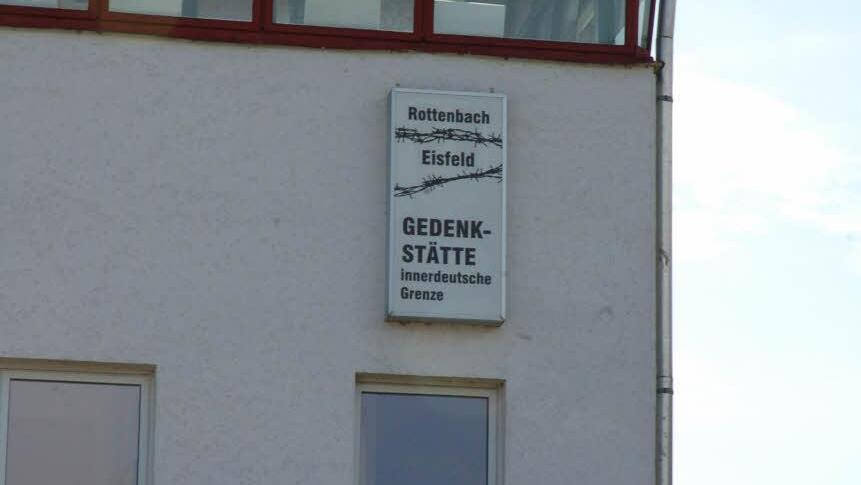 Rottenbach
Eisfeld
GEDENK-
STÄTTE
innerdeutsche
Grenze